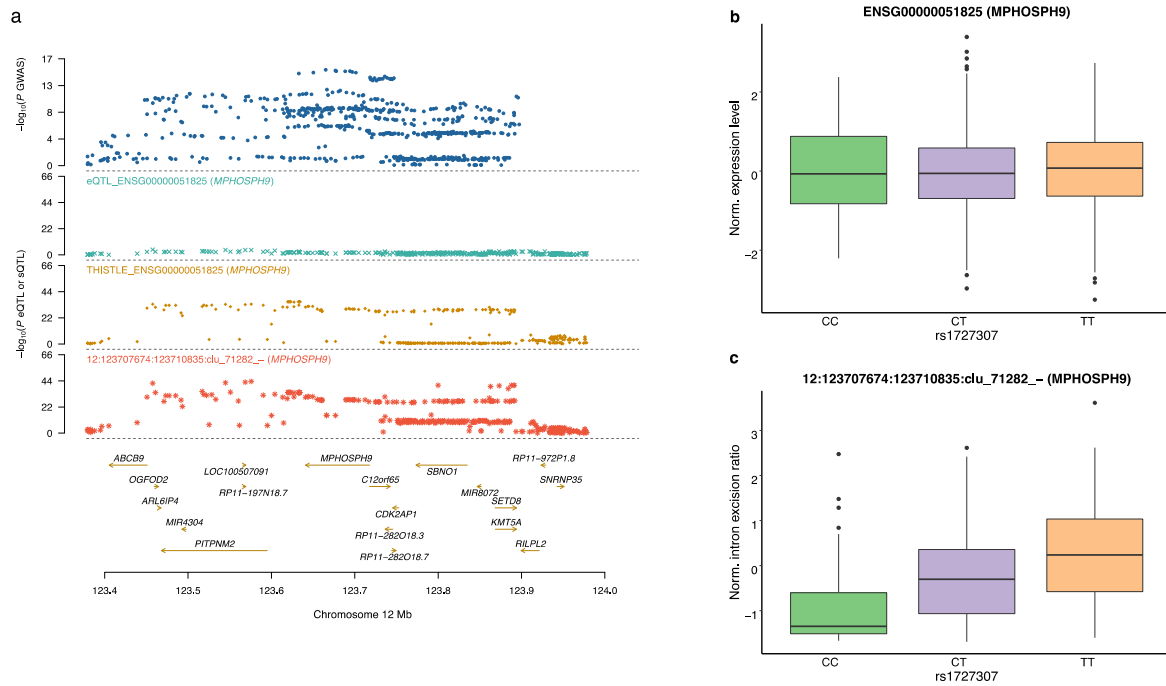 a
−log10(P GWAS)
17
13
8
4
0
eQTL_ENSG00000051825 (MPHOSPH9)
66
44
22
0
THISTLE_ENSG00000051825 (MPHOSPH9)
66
44
22
0
−log10(P eQTL or sQTL)
12:123707674:123710835:clu_71282_− (MPHOSPH9)
66
44
22
0
ABCB9
MPHOSPH9
SBNO1
RP11−972P1.8
LOC100507091
OGFOD2
C12orf65
SNRNP35
RP11−197N18.7
MIR8072
ARL6IP4
CDK2AP1
SETD8
MIR4304
RP11−282O18.3
KMT5A
PITPNM2
RP11−282O18.7
RILPL2
123.4 123.5 123.6 123.7 123.8 123.9 124.0
Chromosome 12 Mb
b
ENSG00000051825 (MPHOSPH9)
Norm. expression level
2
0
−2
CC CT TT
rs1727307
c
12:123707674:123710835:clu_71282_− (MPHOSPH9)
Norm. intron excision ratio
3
2
1
0
−1
CC CT TT
rs1727307